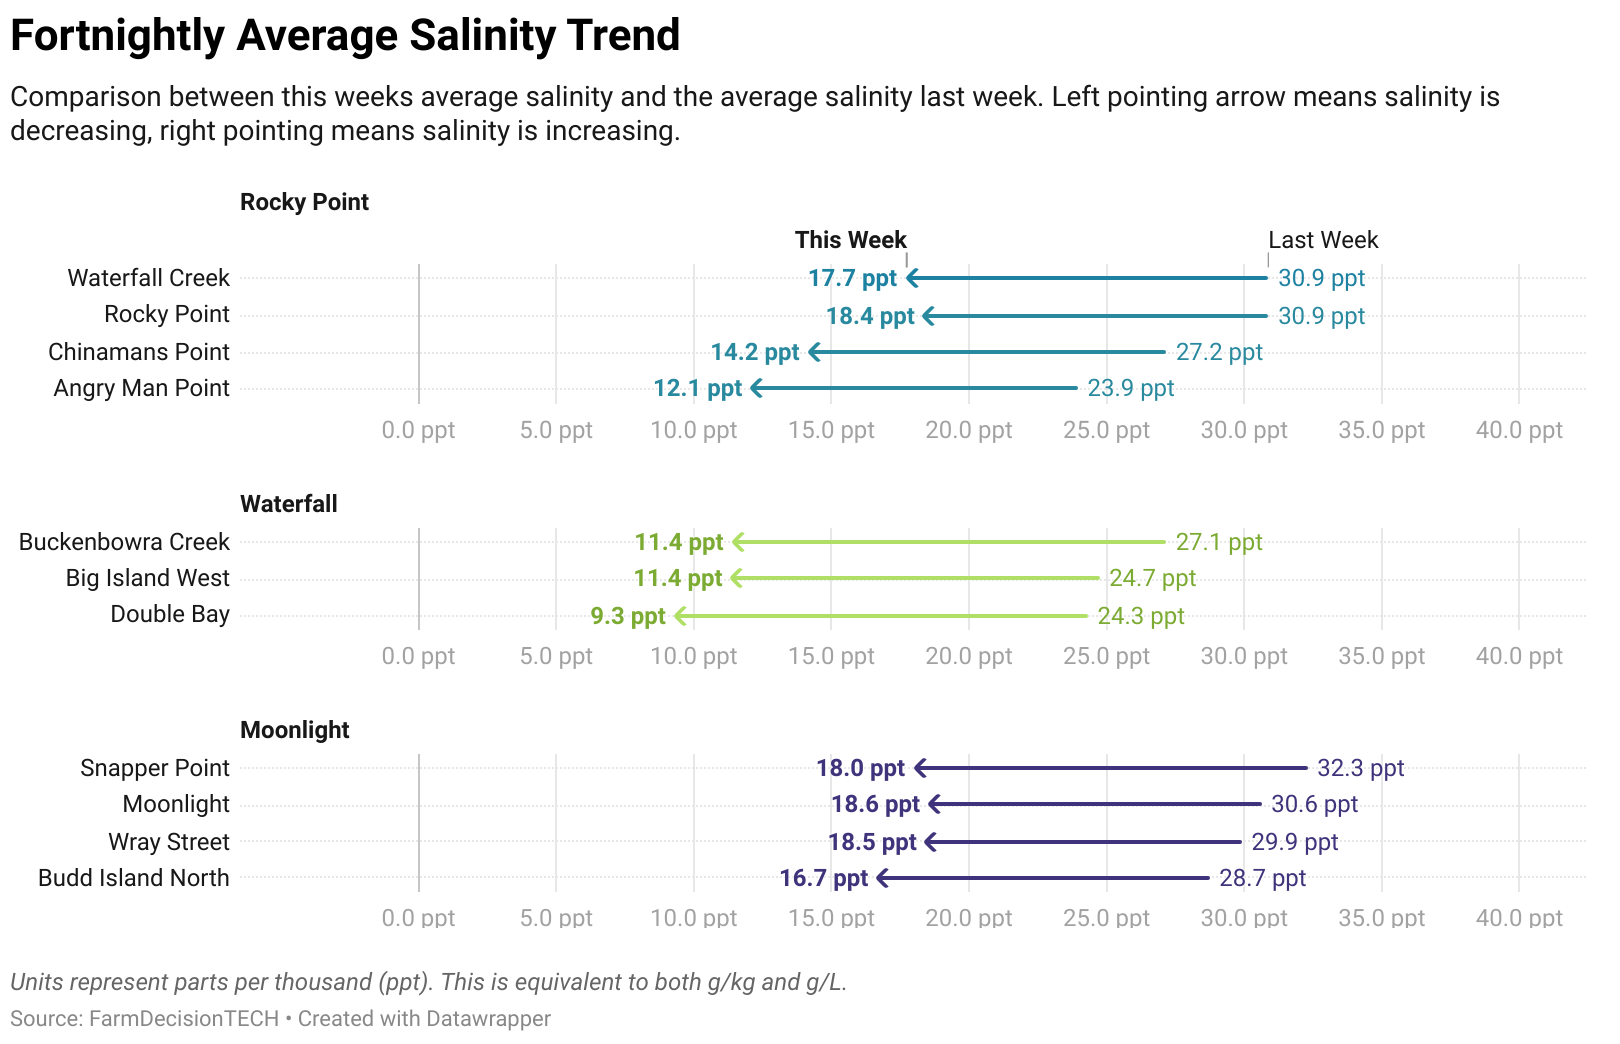 Fortnightly Average Salinity Trend
Comparison between this weeks average salinity and the average salinity last week. Left pointing arrow means salinity is
decreasing, right pointing means salinity is increasing.
Rocky Point
This Week Last Week
Waterfall Creek 17.7 ppt 30.9 ppt
Rocky Point 18.4 ppt 30.9 ppt
Chinamans Point 14.2 ppt 27.2 ppt
Angry Man Point 12.1 ppt 23.9 ppt
0.0 ppt 5.0 ppt 10.0 ppt 15.0 ppt 20.0 ppt 25.0 ppt 30.0 ppt 35.0 ppt 40.0 ppt
Waterfall
Buckenbowra Creek 11.4 ppt 27.1 ppt
Big Island West 11.4 ppt 24.7 ppt
Double Bay 9.3 ppt 24.3 ppt
0.0 ppt 5.0 ppt 10.0 ppt 15.0 ppt 20.0 ppt 25.0 ppt 30.0 ppt 35.0 ppt 40.0 ppt
Moonlight
Snapper Point 18.0 ppt 32.3 ppt
Moonlight 18.6 ppt 30.6 ppt
Wray Street 18.5 ppt 29.9 ppt
Budd Island North 16.7 ppt 28.7 ppt
0.0 ppt 5.0 ppt 10.0 ppt 15.0 ppt 20.0 ppt 25.0 ppt 30.0 ppt 35.0 ppt 40.0 ppt
Units represent parts per thousand (ppt). This is equivalent to both g/kg and g/L.
Source: FarmDecisionTECH • Created with Datawrapper